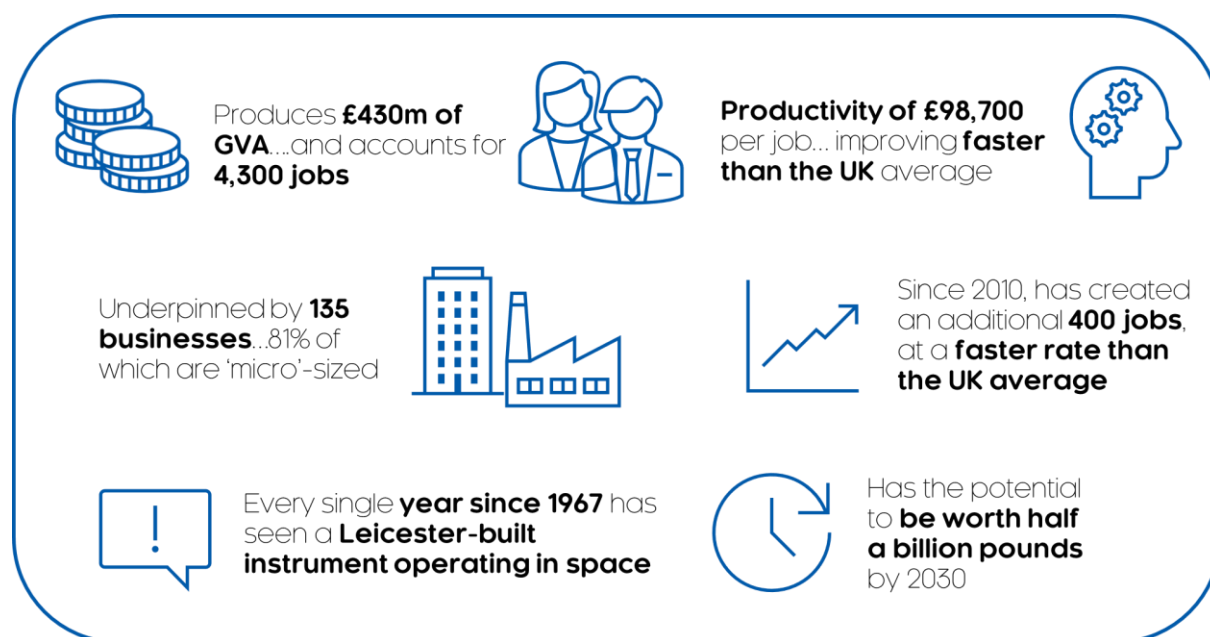 Produces £430m of
GVA....and accounts for
4,300 jobs
Productivity of £98,700
per job... improving faster
than the UK average
Underpinned by 135
businesses...81% of
which are ‘micro’-sized
Since 2010, has created
an additional 400 jobs,
at a faster rate than
the UK average
!
Every single year since 1967 has
seen a Leicester-built
instrument operating in space
Has the potential
to be worth half
a billion pounds
by 2030